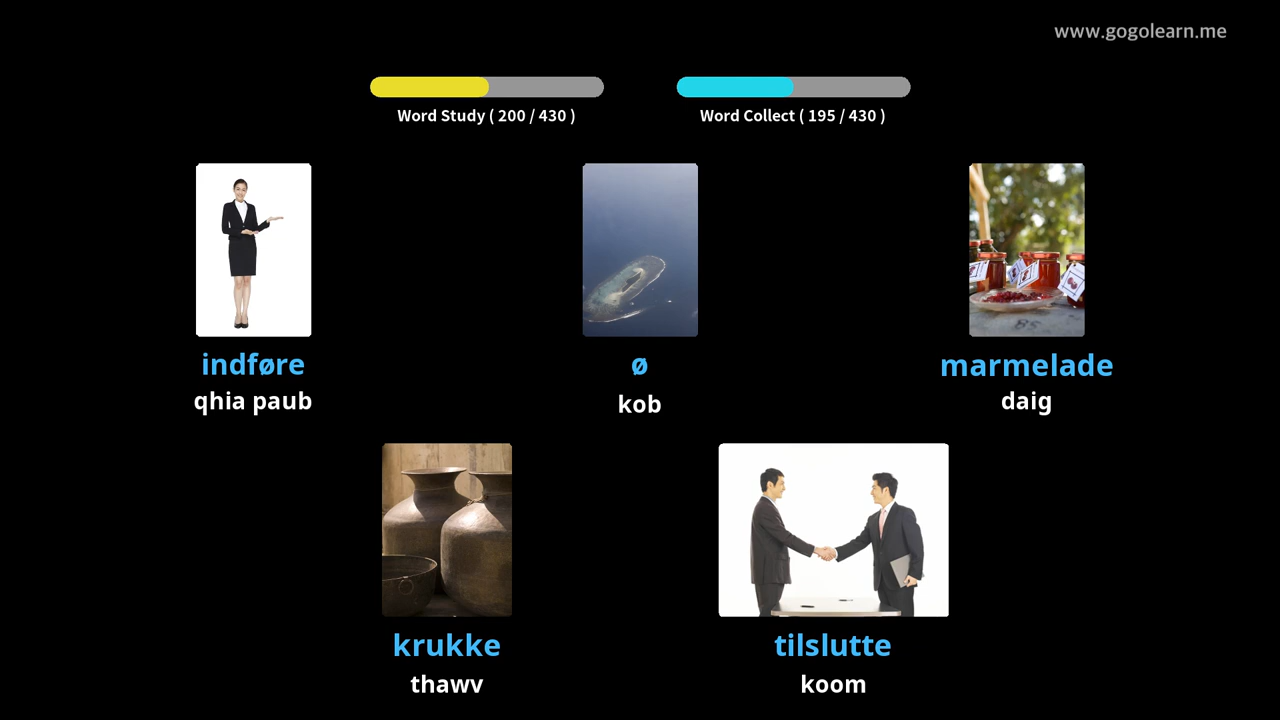 www.gogolearn.me
Word Study ( 200 / 430 )
Word Collect ( 195 / 430 )
indføre
qhia paub
ø
kob
marmelade
daig
krukke
thawv
tilslutte
koom